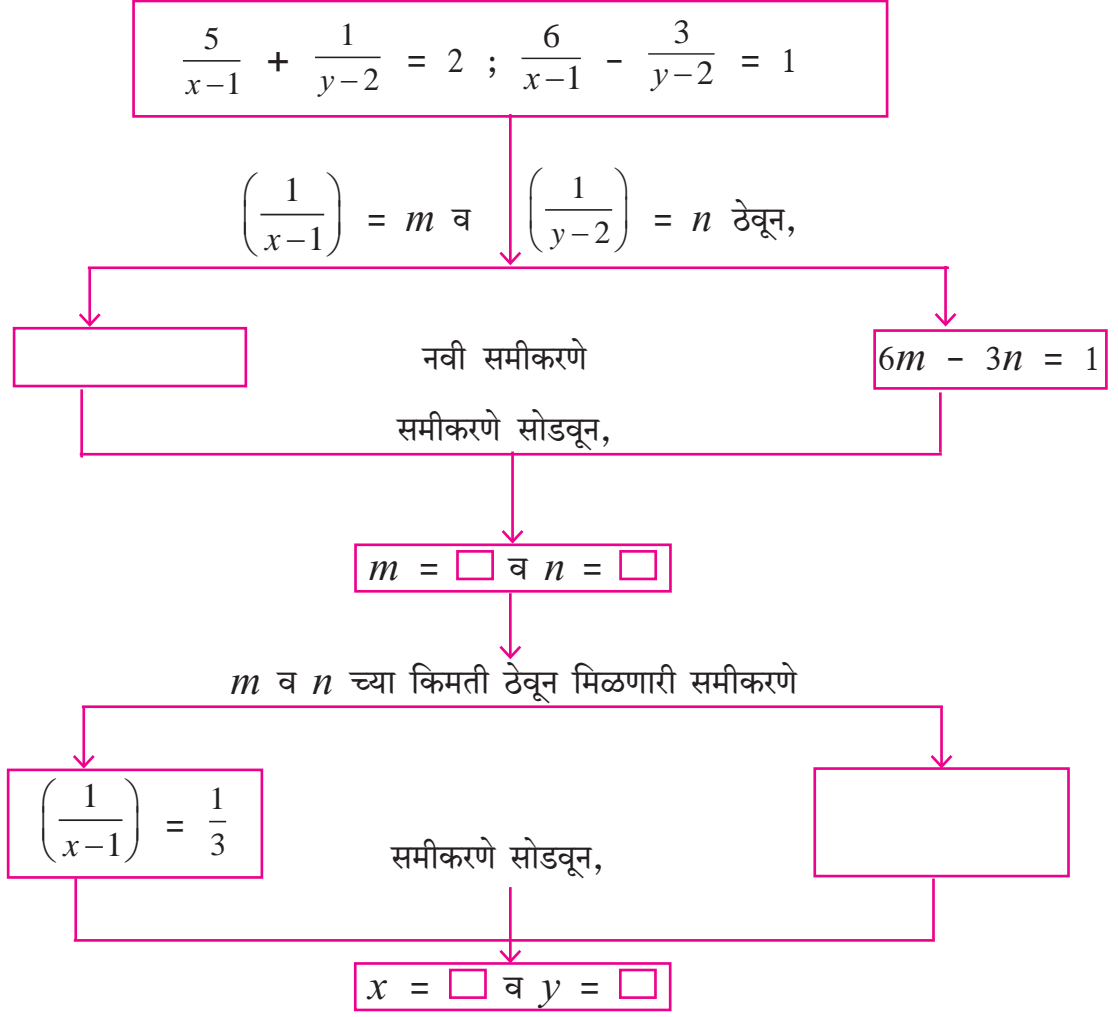 5/(x−1) + 1/(y−2) = 2 ; 6/(x−1) - 3/(y−2) = 1
(1/(x−1)) = m व (1/(y−2)) = n ठेवून,
नवी समीकरणे
6m - 3n = 1
समीकरणे सोडवून,
m = □ व n = □
m व n च्या किमती ठेवून मिळणारी समीकरणे
(1/(x−1)) = 1/3
समीकरणे सोडवून,
x = □ व y = □